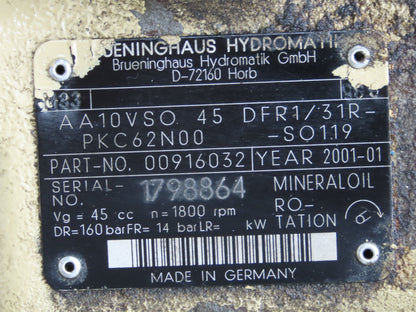 BRUENINGHAUS HYDROMATIK
Brueninghaus Hydromatik GmbH
D-72160 Horb
AA10VSO 45 DFR1/31R-
PKC62N00 -SO119
PART-NO. 00916032 YEAR 2001-01
SERIAL-NO. 1798864 MINERALOIL
Vg = 45 cc n = 1800 rpm RO-TATION
DR=160 bar FR= 14 bar LR= kW
MADE IN GERMANY